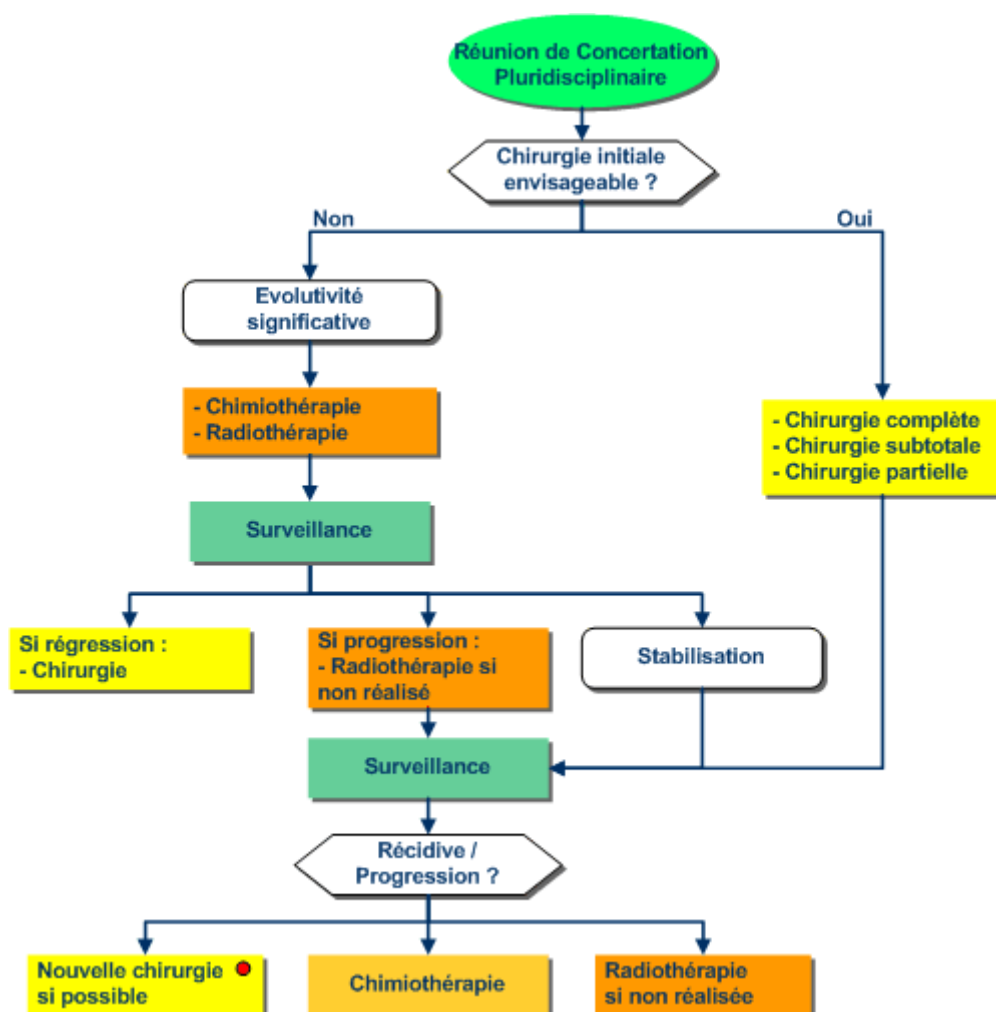 Réunion de Concertation
Pluridisciplinaire
Chirurgie initiale
envisageable ?
Non
Oui
Evolutivité
significative
- Chimiothérapie
- Radiothérapie
- Chirurgie complète
- Chirurgie subtotale
- Chirurgie partielle
Surveillance
Si régression :
- Chirurgie
Si progression :
- Radiothérapie si
non réalisé
Stabilisation
Surveillance
Récidive /
Progression ?
Nouvelle chirurgie
si possible
Chimiothérapie
Radiothérapie
si non réalisée